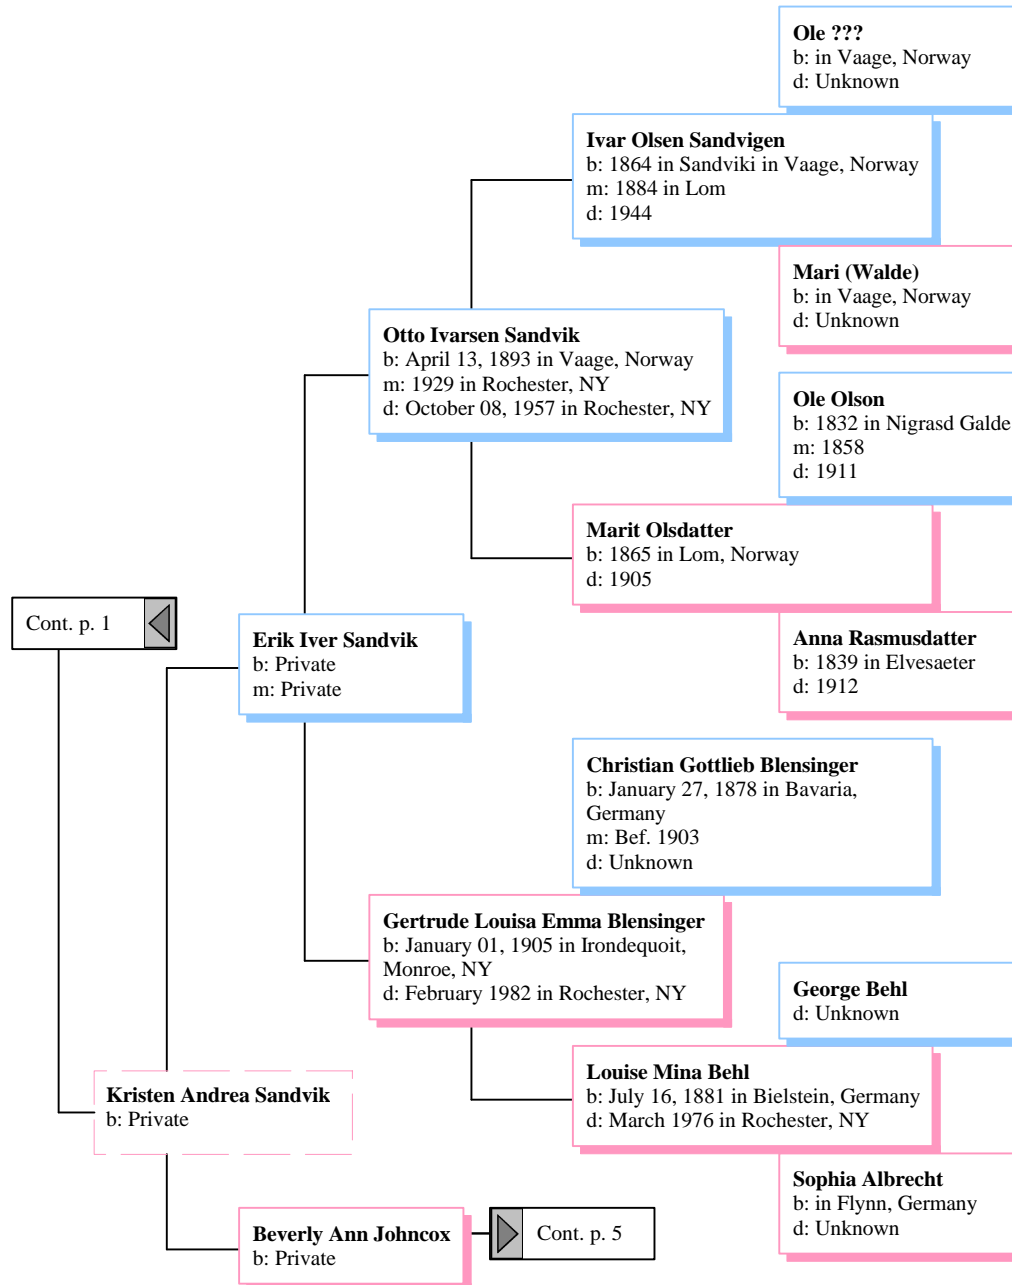 Ole ???
b: in Vaage, Norway
d: Unknown
Ivar Olsen Sandvigen
b: 1864 in Sandviki in Vaage, Norway
m: 1884 in Lom
d: 1944
Mari (Walde)
b: in Vaage, Norway
d: Unknown
Otto Ivarsen Sandvik
b: April 13, 1893 in Vaage, Norway
m: 1929 in Rochester, NY
d: October 08, 1957 in Rochester, NY
Ole Olson
b: 1832 in Nigrasd Galde
m: 1858
d: 1911
Marit Olsdatter
b: 1865 in Lom, Norway
d: 1905
Anna Rasmusdatter
b: 1839 in Elvesaeter
d: 1912
Cont. p. 1
Erik Iver Sandvik
b: Private
m: Private
Christian Gottlieb Blensinger
b: January 27, 1878 in Bavaria,
Germany
m: Bef. 1903
d: Unknown
Gertrude Louisa Emma Blensinger
b: January 01, 1905 in Irondequoit,
Monroe, NY
d: February 1982 in Rochester, NY
George Behl
d: Unknown
Louise Mina Behl
b: July 16, 1881 in Bielstein, Germany
d: March 1976 in Rochester, NY
Sophia Albrecht
b: in Flynn, Germany
d: Unknown
Kristen Andrea Sandvik
b: Private
Beverly Ann Johncox
b: Private
Cont. p. 5